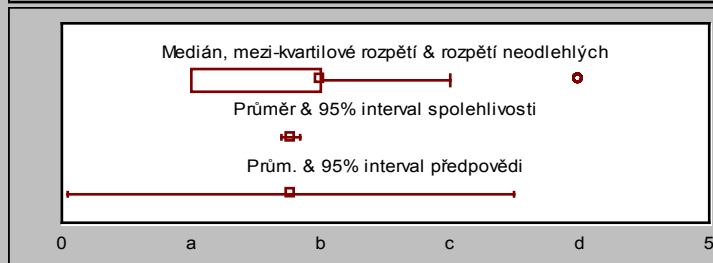 Medián, mezi-kvartilové rozpětí & rozpětí neodlehlých
Průměr & 95% interval spolehlivosti
Prům. & 95% interval předpovědi
0 a b c d 5